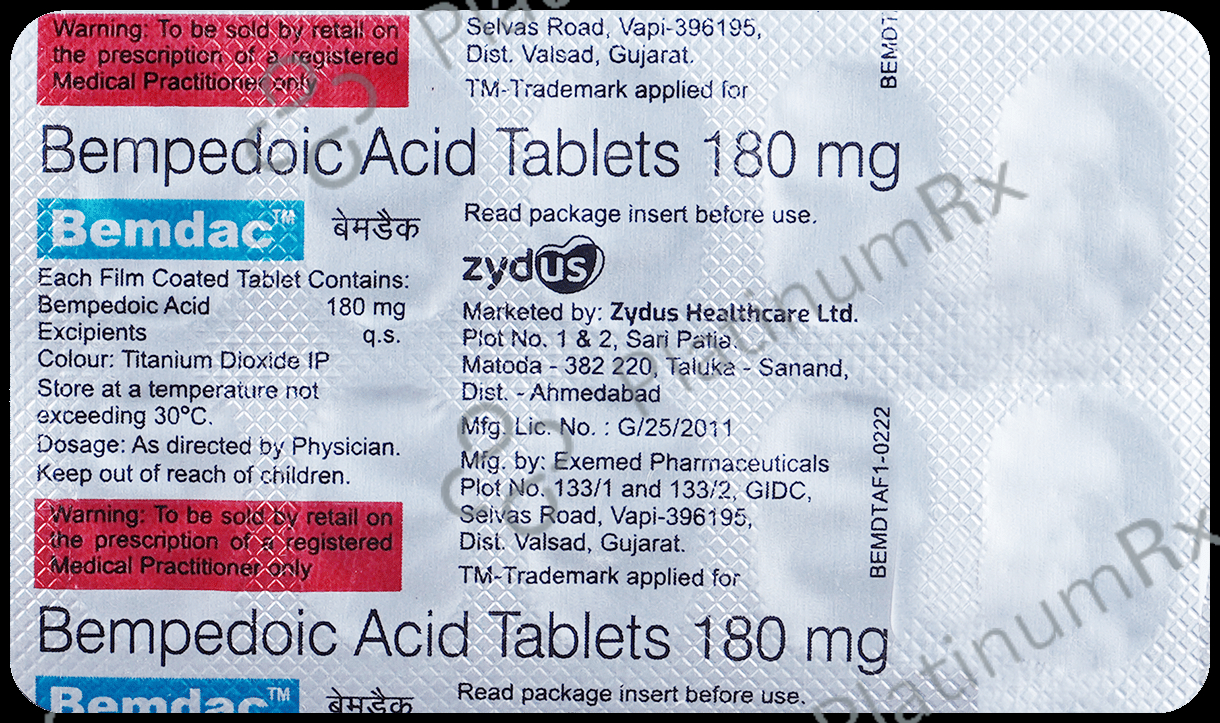 Warning: To be sold by retail on
the prescription of a registered
Medical Practitioner only
Selvas Road, Vapi-396195,
Dist. Valsad, Gujarat.
TM-Trademark applied for
BEMDT
Bempedoic Acid Tablets 180 mg
Bemdac™ बेमडैक
Each Film Coated Tablet Contains:
Bempedoic Acid 180 mg
Excipients q.s.
Colour: Titanium Dioxide IP
Store at a temperature not
exceeding 30°C.
Dosage: As directed by Physician.
Keep out of reach of children.
Warning: To be sold by retail on
the prescription of a registered
Medical Practitioner only
Read package insert before use.
zydus
Marketed by: Zydus Healthcare Ltd.
Plot No. 1 & 2, Sari Patia.
Matoda - 382 220, Taluka - Sanand,
Dist. - Ahmedabad
Mfg. Lic. No. : G/25/2011
Mfg. by: Exemed Pharmaceuticals
Plot No. 133/1 and 133/2, GIDC,
Selvas Road, Vapi-396195,
Dist. Valsad, Gujarat.
TM-Trademark applied for
BEMDTAF1-0222
Bempedoic Acid Tablets 180 mg
Bemdac™ बेमडैक
Read package insert before use.
PlatinumRx
PlatinumRx
PlatinumRx